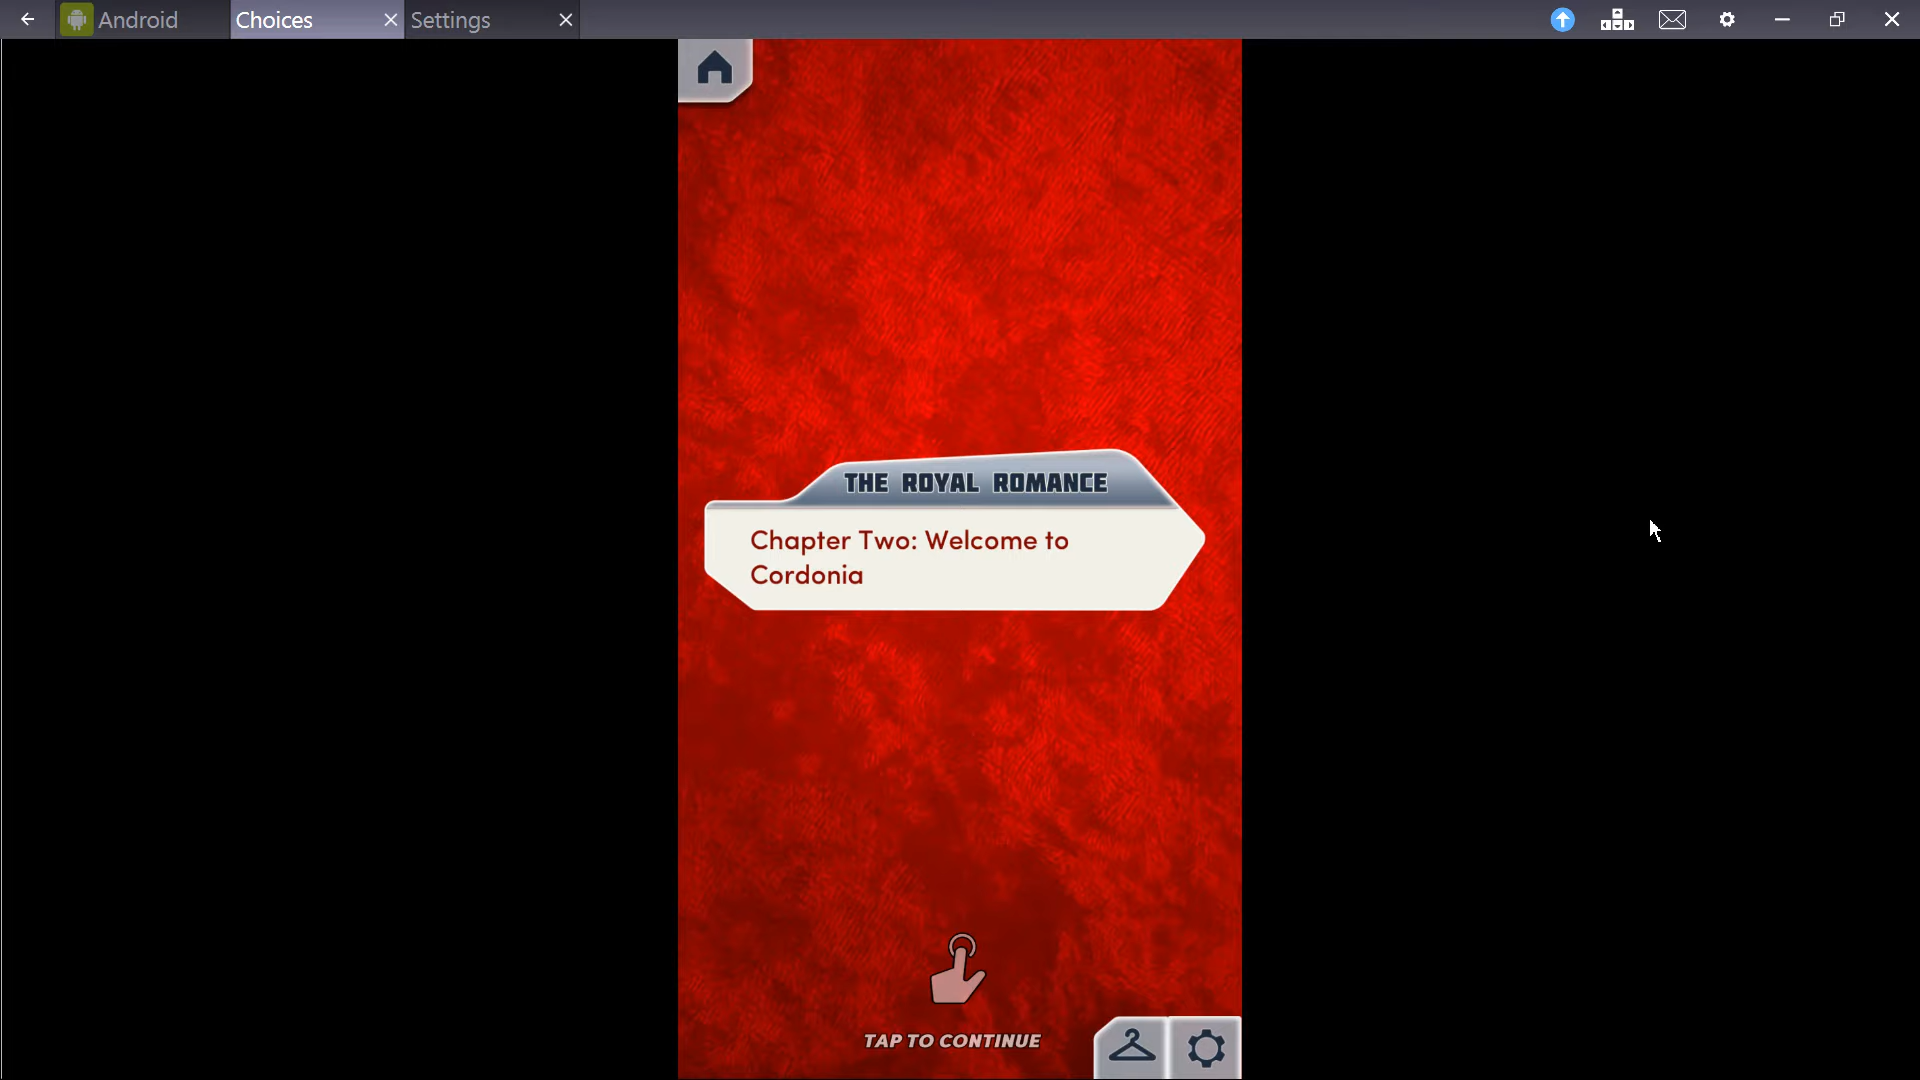 Android
Choices
Settings
THE ROYAL ROMANCE
Chapter Two: Welcome to
Cordonia
TAP TO CONTINUE